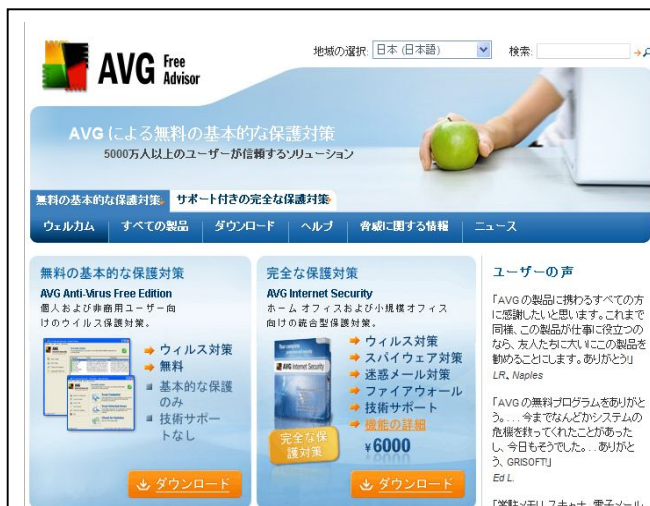 AVG Free Advisor
地域の選択: 日本 (日本語)
検索:
AVG による無料の基本的な保護対策
5000万人以上のユーザーが信頼するソリューション
無料の基本的な保護対策 サポート付きの完全な保護対策
ウェルカム すべての製品 ダウンロード ヘルプ 脅威に関する情報 ニュース
無料の基本的な保護対策
AVG Anti-Virus Free Edition
個人および非商用ユーザー向
けのウイルス保護対策。
ウィルス対策
無料
基本的な保護
のみ
技術サポー
トなし
ダウンロード
完全な保護対策
AVG Internet Security
ホーム オフィスおよび小規模オフィス
向けの統合型保護対策。
AVG Internet Security
完全な保
護対策
ウィルス対策
スパイウェア対策
迷惑メール対策
ファイアウォール
技術サポート
機能の詳細
¥6000
ダウンロード
ユーザーの声
「AVGの製品に携わるすべての方
に感謝したいと思います。これまで
同様、この製品が仕事に役立つの
なら、友人たちに大いにこの製品を
勧めることにします。ありがとう!」
LR、Naples
「AVGの無料プログラムをありがと
う。. . .今までなんどかシステムの
危機を救ってくれたことがあった
し、今日もそうでした。. .ありがと
う、GRISOFT!」
Ed L.
「常駐メモリ スキャナ、電子メール